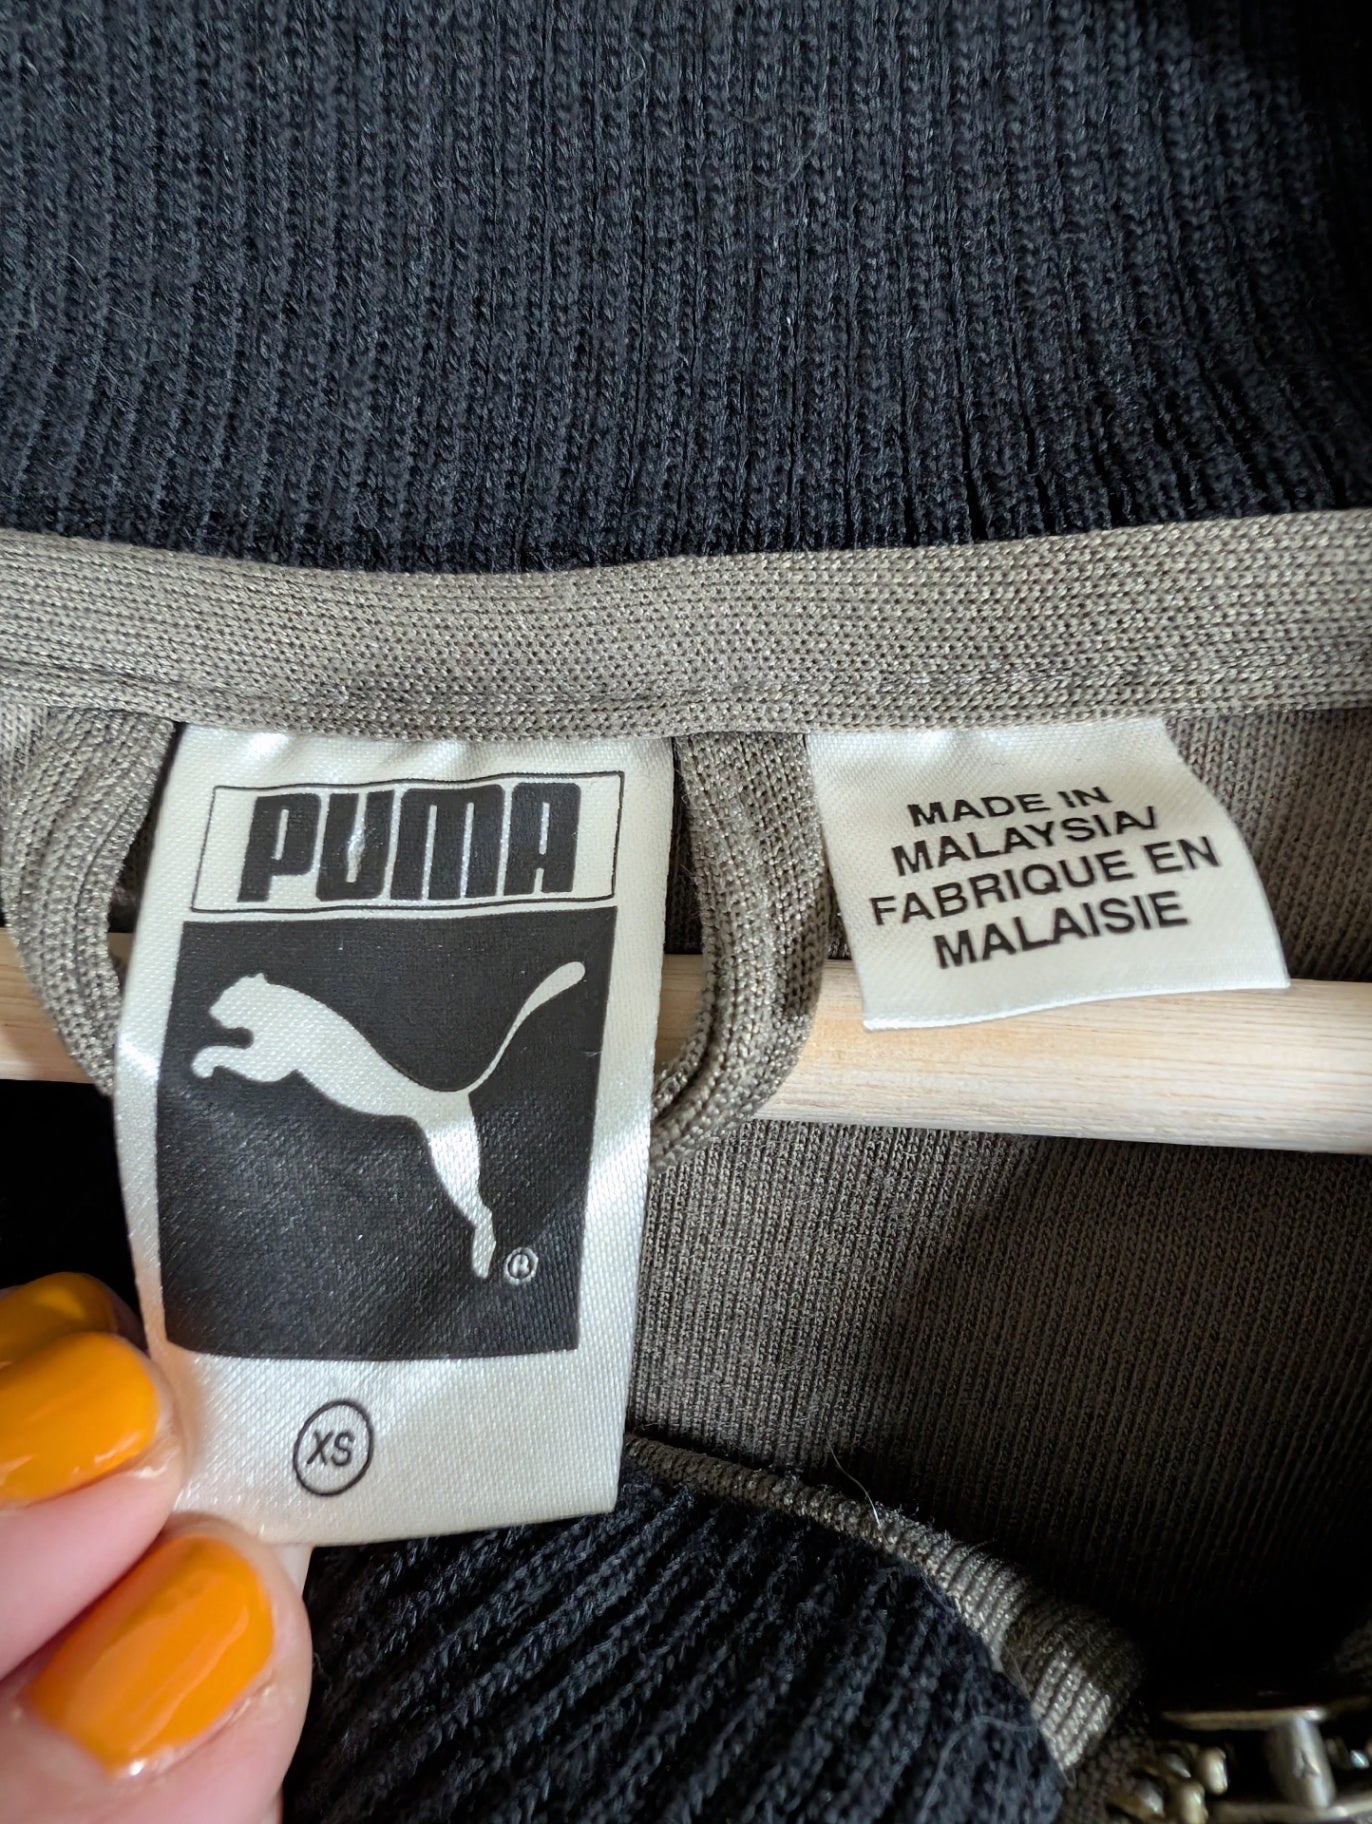 PUMA
®
XS
MADE IN
MALAYSIA/
FABRIQUE EN
MALAISIE